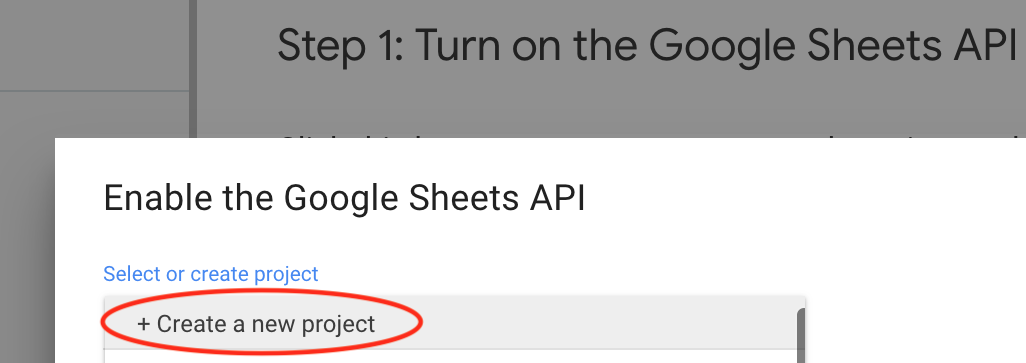 Step 1: Turn on the Google Sheets API
Enable the Google Sheets API
Select or create project
+ Create a new project